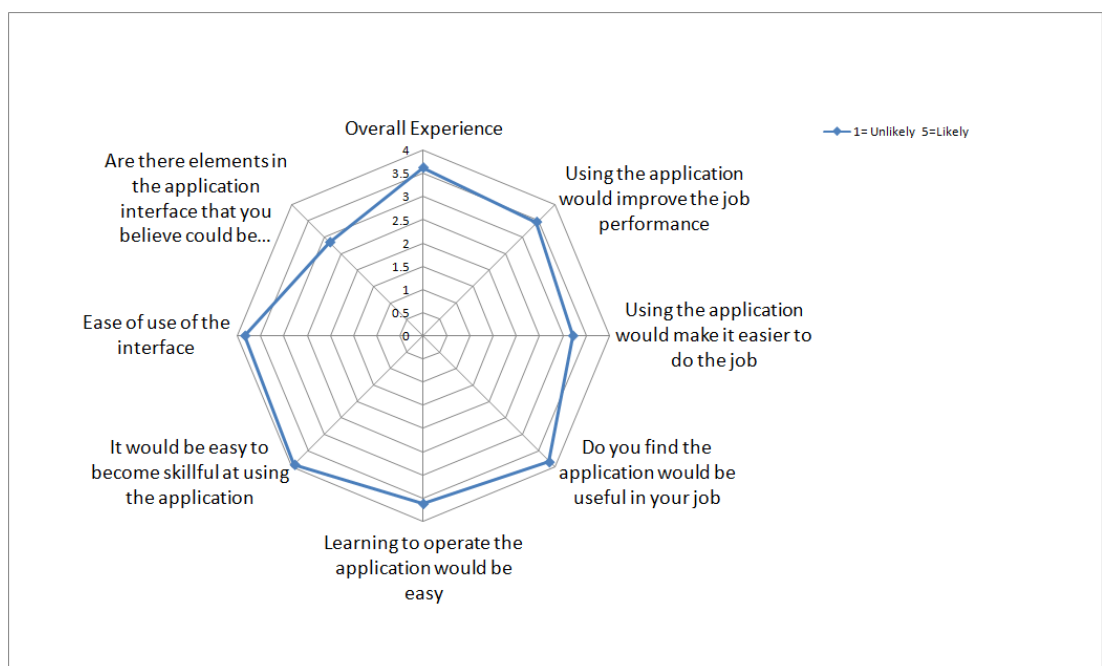 Overall Experience
1= Unlikely 5=Likely
Are there elements in
the application
interface that you
believe could be...
Using the application
would improve the job
performance
4
3.5
3
2.5
2
1.5
1
0.5
0
Ease of use of the
interface
Using the application
would make it easier to
do the job
It would be easy to
become skillful at using
the application
Do you find the
application would be
useful in your job
Learning to operate the
application would be
easy